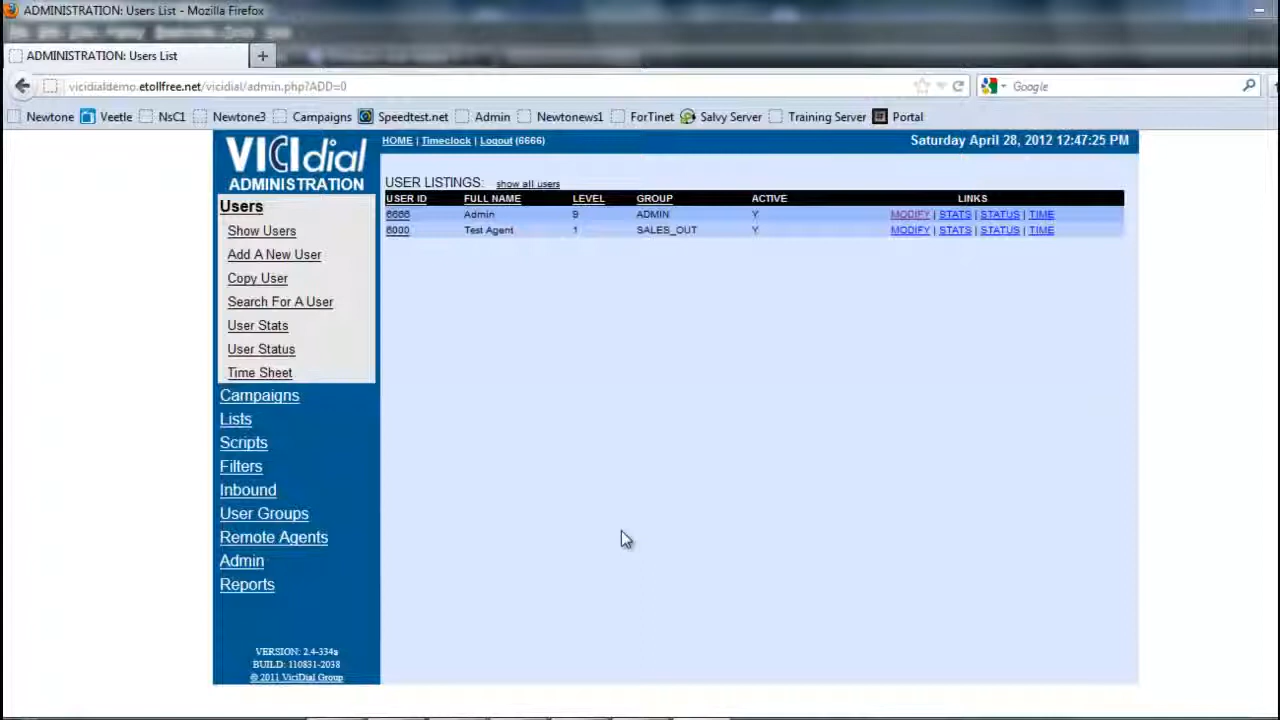 ADMINISTRATION: Users List - Mozilla Firefox
ADMINISTRATION: Users List
vicidialdemo.etollfree.net/vicidial/admin.php?ADD=0
Google
Newtone Veetle NsC1 Newtone3 Campaigns Speedtest.net Admin Newtonews1 ForTinet Salvy Server Training Server Portal
VICIdial
ADMINISTRATION
HOME | Timeclock | Logout (6666)
Saturday April 28, 2012 12:47:25 PM
USER LISTINGS: show all users
USER ID FULL NAME LEVEL GROUP ACTIVE LINKS
6666 Admin 9 ADMIN Y MODIFY | STATS | STATUS | TIME
6000 Test Agent 1 SALES_OUT Y MODIFY | STATS | STATUS | TIME
Users
Show Users
Add A New User
Copy User
Search For A User
User Stats
User Status
Time Sheet
Campaigns
Lists
Scripts
Filters
Inbound
User Groups
Remote Agents
Admin
Reports
VERSION: 2.4-334a
BUILD: 110831-2038
© 2011 ViciDial Group